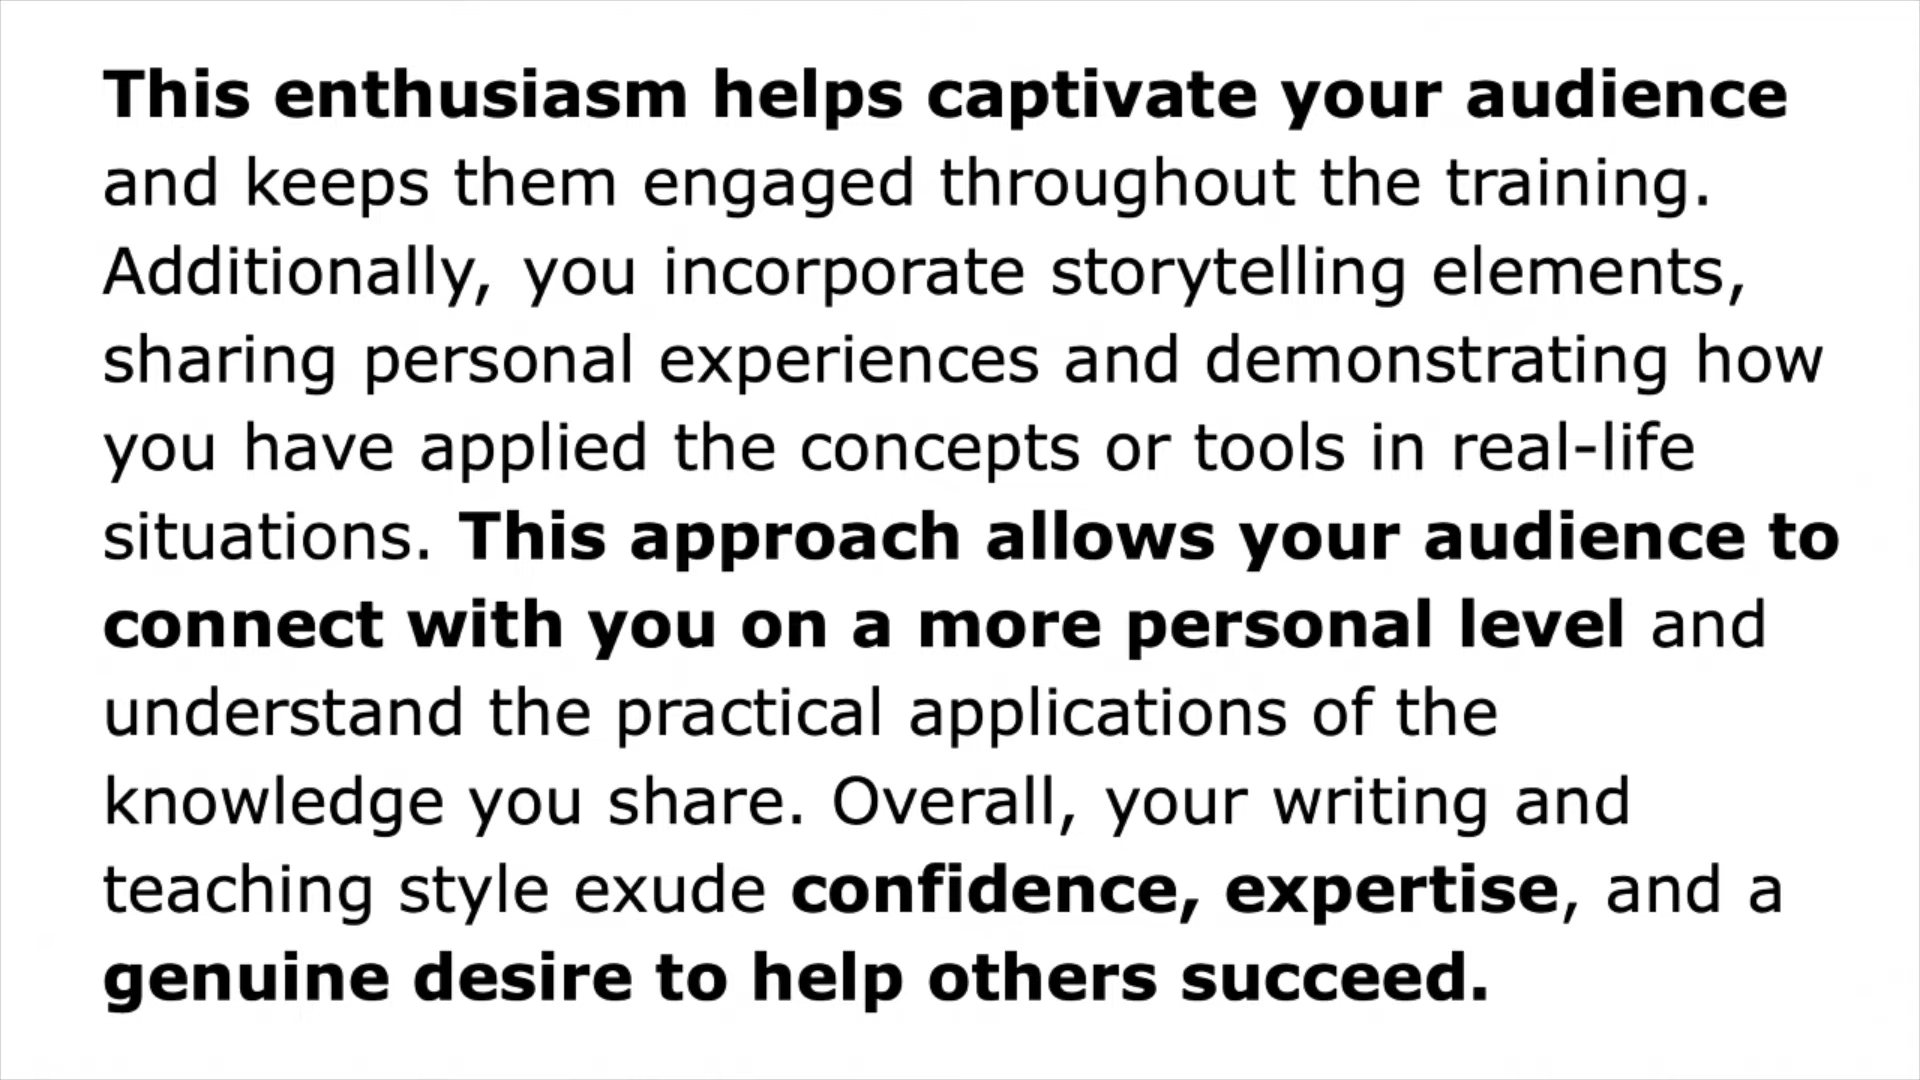 This enthusiasm helps captivate your audience
and keeps them engaged throughout the training.
Additionally, you incorporate storytelling elements,
sharing personal experiences and demonstrating how
you have applied the concepts or tools in real-life
situations. This approach allows your audience to
connect with you on a more personal level and
understand the practical applications of the
knowledge you share. Overall, your writing and
teaching style exude confidence, expertise, and a
genuine desire to help others succeed.